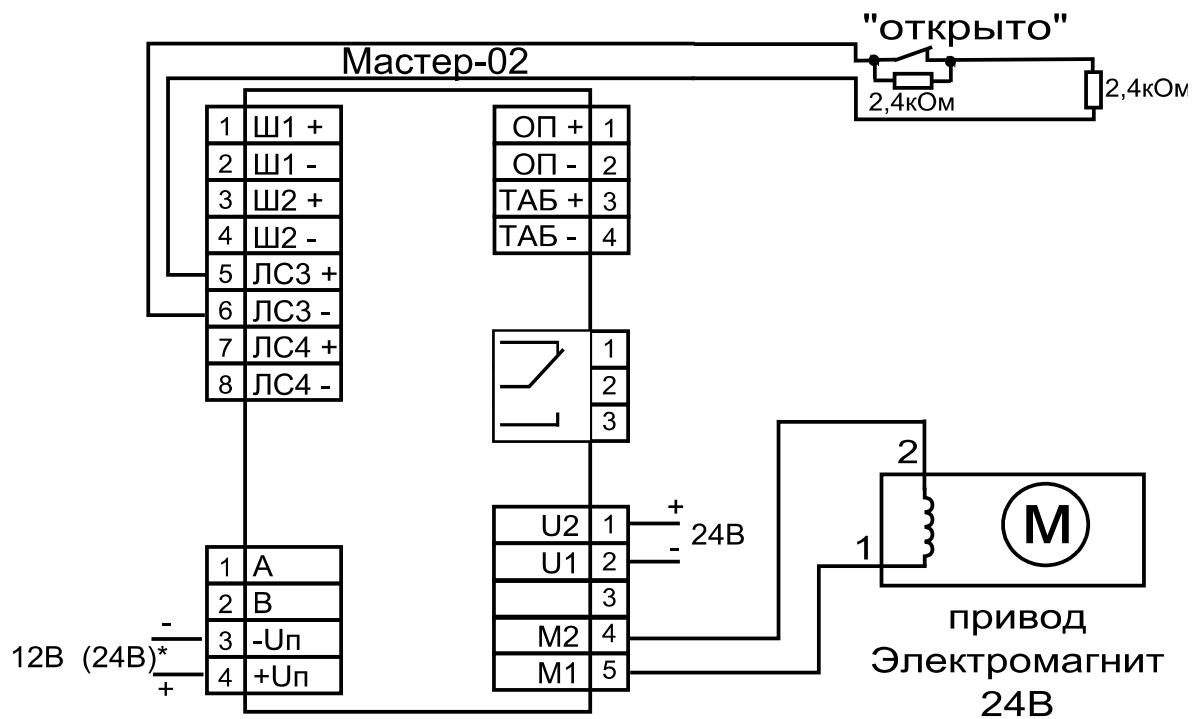 "открыто"
Мастер-02
2,4кОм
2,4кОм
1 Ш1 +
2 Ш1 -
3 Ш2 +
4 Ш2 -
5 ЛС3 +
6 ЛС3 -
7 ЛС4 +
8 ЛС4 -
ОП + 1
ОП - 2
ТАБ + 3
ТАБ - 4
1
2
3
1 A
2 B
3 -Uп
4 +Uп
-
12В (24В)*
+
U2 1
U1 2
3
M2 4
M1 5
+
24В
-
2
1
М
привод
Электромагнит
24В